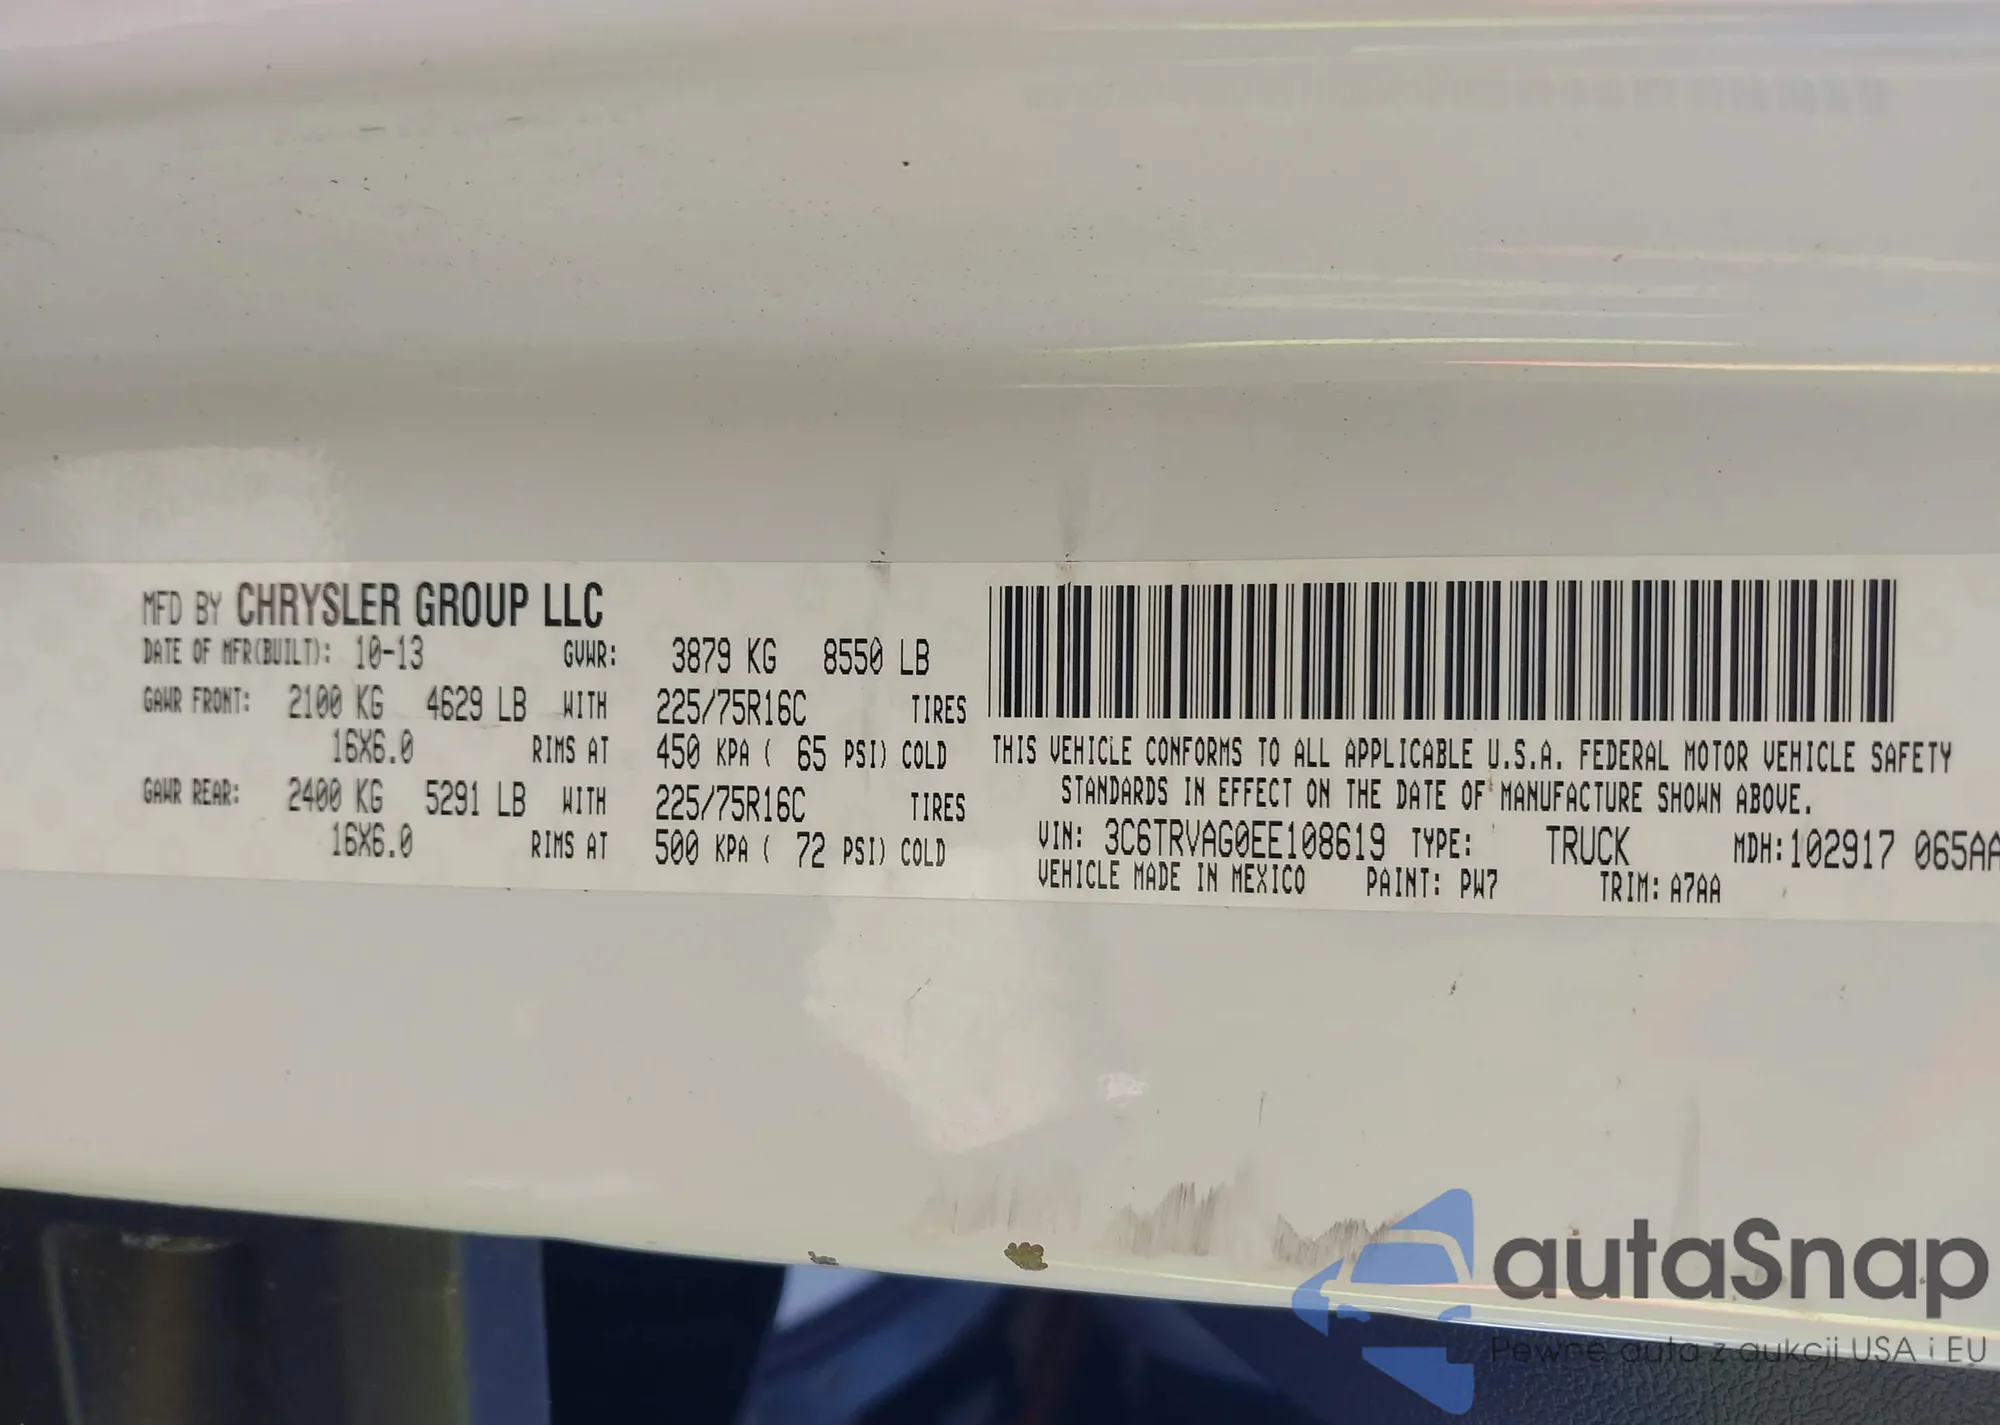 MFD BY CHRYSLER GROUP LLC
DATE OF MFR(BUILT): 10-13 GVWR: 3879 KG 8550 LB
GAWR FRONT: 2100 KG 4629 LB WITH 225/75R16C TIRES
16X6.0 RIMS AT 450 KPA ( 65 PSI) COLD
GAWR REAR: 2400 KG 5291 LB WITH 225/75R16C TIRES
16X6.0 RIMS AT 500 KPA ( 72 PSI) COLD
THIS VEHICLE CONFORMS TO ALL APPLICABLE U.S.A. FEDERAL MOTOR VEHICLE SAFETY
STANDARDS IN EFFECT ON THE DATE OF MANUFACTURE SHOWN ABOVE.
VIN: 3C6TRVAG0EE108619 TYPE: TRUCK MDH:102917 065AA
VEHICLE MADE IN MEXICO PAINT: PW7 TRIM: A7AA
autaSnap
Pewne auta z aukcji USA i EU